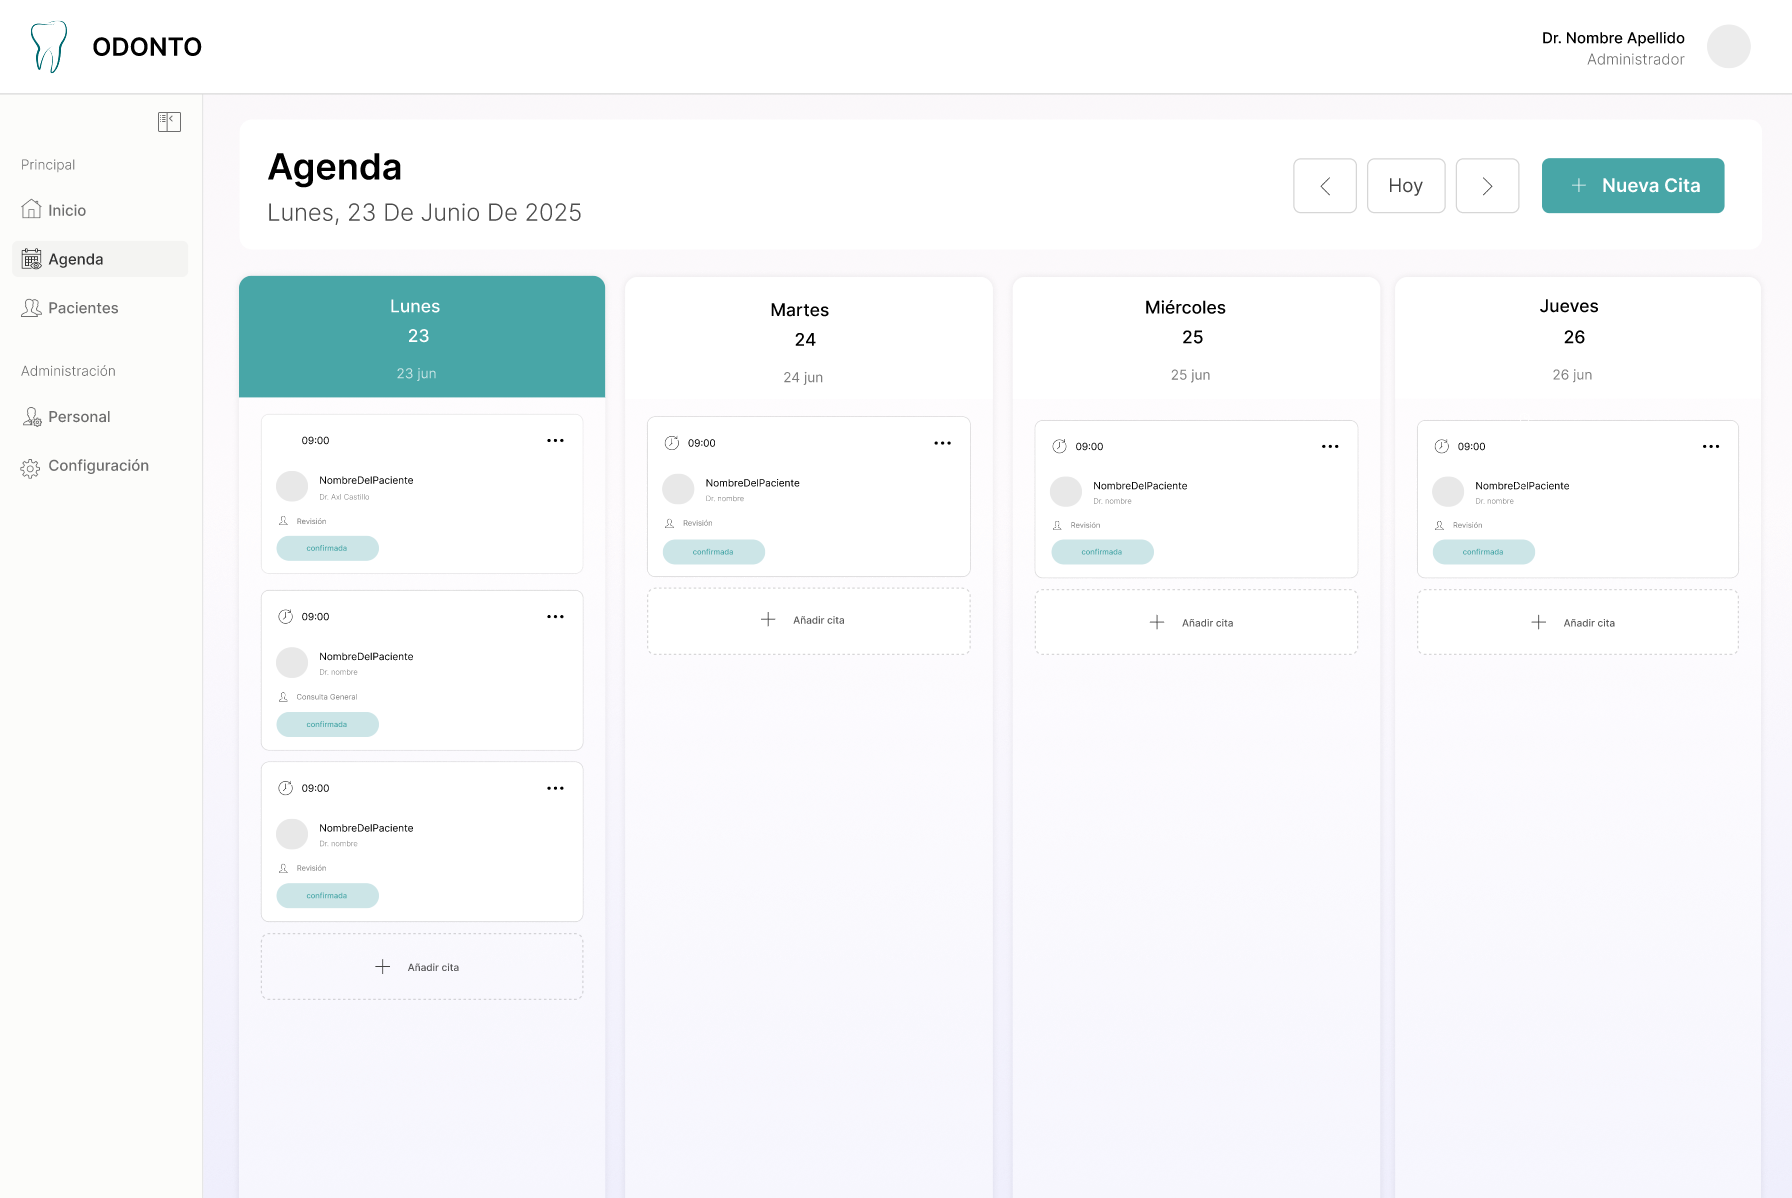 ODONTO
Dr. Nombre Apellido
Administrador
Principal
Inicio
Agenda
Pacientes
Administración
Personal
Configuración
Agenda
Lunes, 23 De Junio De 2025
Hoy
Nueva Cita
Lunes
23
23 jun
09:00
NombreDelPaciente
Dr. Axl Castillo
Revisión
confirmada
09:00
NombreDelPaciente
Dr. nombre
Consulta General
confirmada
09:00
NombreDelPaciente
Dr. nombre
Revisión
confirmada
Añadir cita
Martes
24
24 jun
09:00
NombreDelPaciente
Dr. nombre
Revisión
confirmada
Añadir cita
Miércoles
25
25 jun
09:00
NombreDelPaciente
Dr. nombre
Revisión
confirmada
Añadir cita
Jueves
26
26 jun
09:00
NombreDelPaciente
Dr. nombre
Revisión
confirmada
Añadir cita